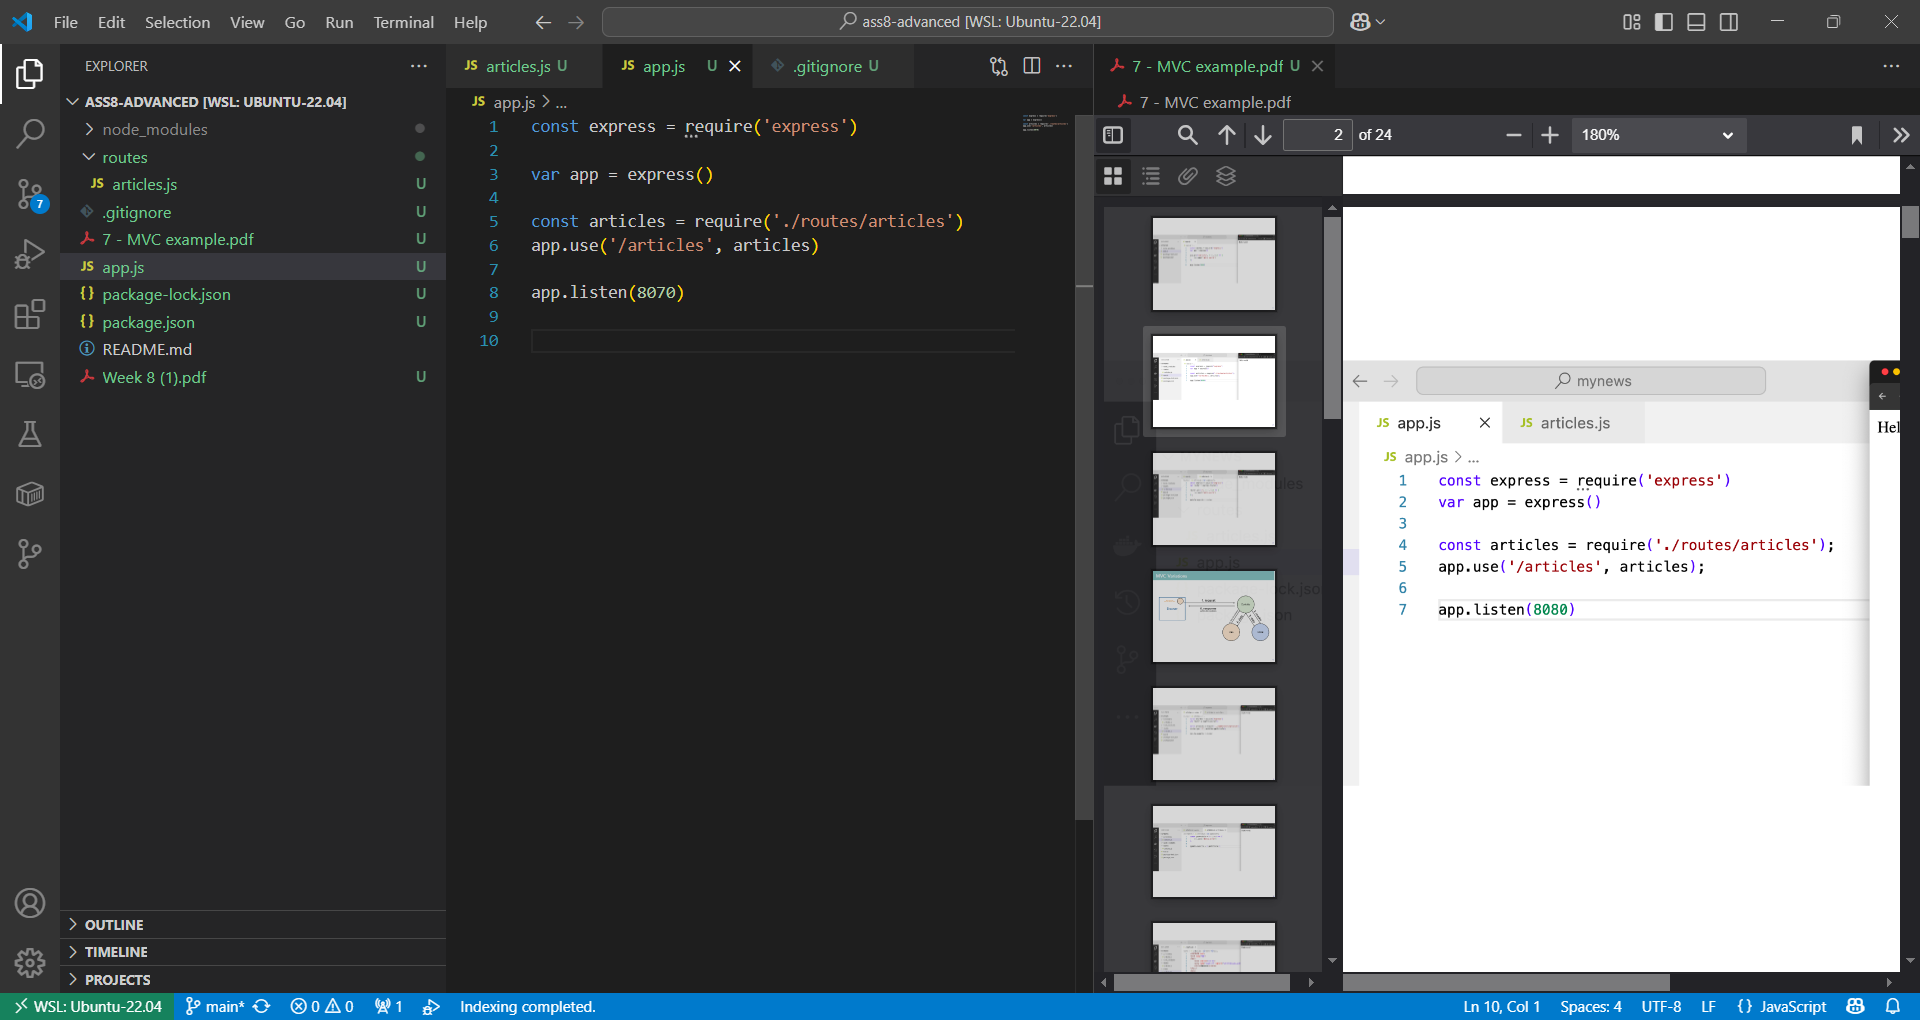 File Edit Selection View Go Run Terminal Help
ass8-advanced [WSL: Ubuntu-22.04]
EXPLORER
ASS8-ADVANCED [WSL: UBUNTU-22.04]
node_modules
routes
JS articles.js U
.gitignore U
7 - MVC example.pdf U
JS app.js U
{} package-lock.json U
{} package.json U
README.md
Week 8 (1).pdf U
7
OUTLINE
TIMELINE
PROJECTS
JS articles.js U
JS app.js U
.gitignore U
JS app.js > ...
1 const express = require('express')
2
3 var app = express()
4
5 const articles = require('./routes/articles')
6 app.use('/articles', articles)
7
8 app.listen(8070)
9
10
7 - MVC example.pdf U
7 - MVC example.pdf
2 of 24
180%
mynews
JS app.js
JS articles.js
Hel
JS app.js > ...
1 const express = require('express')
2 var app = express()
3
4 const articles = require('./routes/articles');
5 app.use('/articles', articles);
6
7 app.listen(8080)
WSL: Ubuntu-22.04 main* 0 0 1 Indexing completed.
Ln 10, Col 1 Spaces: 4 UTF-8 LF {} JavaScript